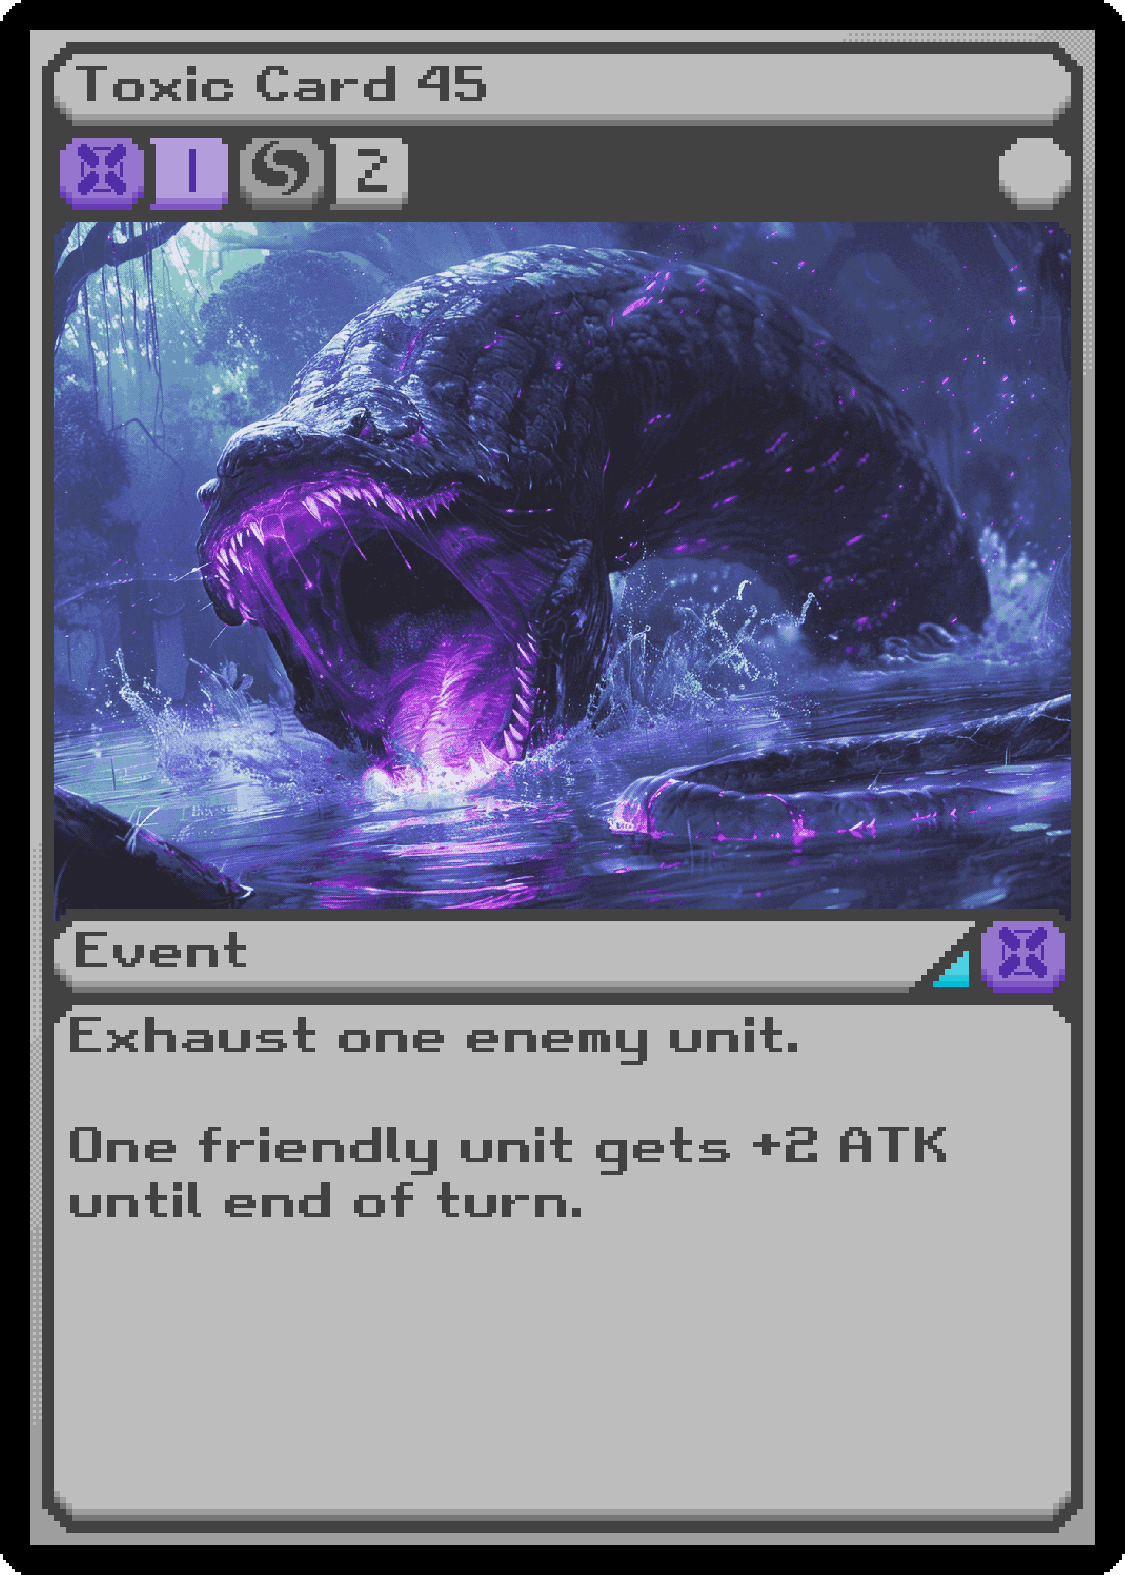 Toxic Card 45
1 2
Event
Exhaust one enemy unit.
One friendly unit gets +2 ATK
until end of turn.